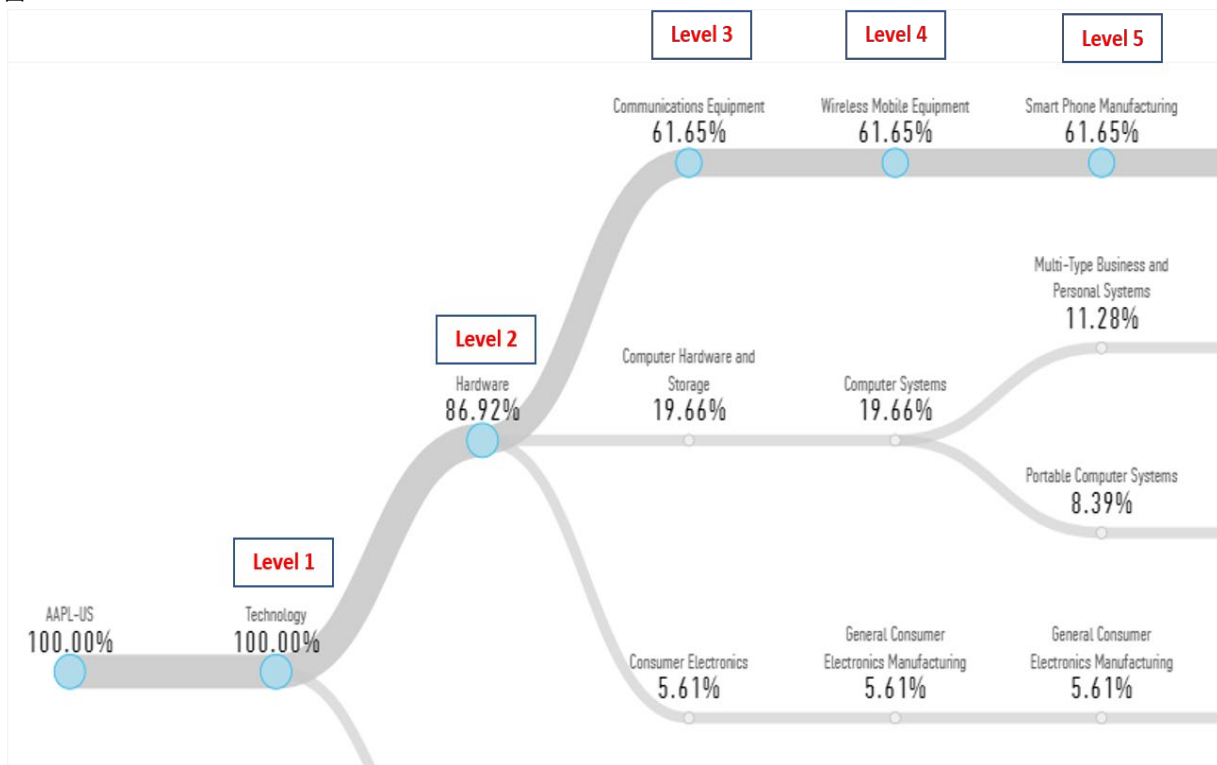 Level 3
Level 4
Level 5
Communications Equipment
61.65%
Wireless Mobile Equipment
61.65%
Smart Phone Manufacturing
61.65%
Multi-Type Business and
Personal Systems
11.28%
Level 2
Hardware
86.92%
Computer Hardware and
Storage
19.66%
Computer Systems
19.66%
Portable Computer Systems
8.39%
Level 1
AAPL-US
100.00%
Technology
100.00%
Consumer Electronics
5.61%
General Consumer
Electronics Manufacturing
5.61%
General Consumer
Electronics Manufacturing
5.61%